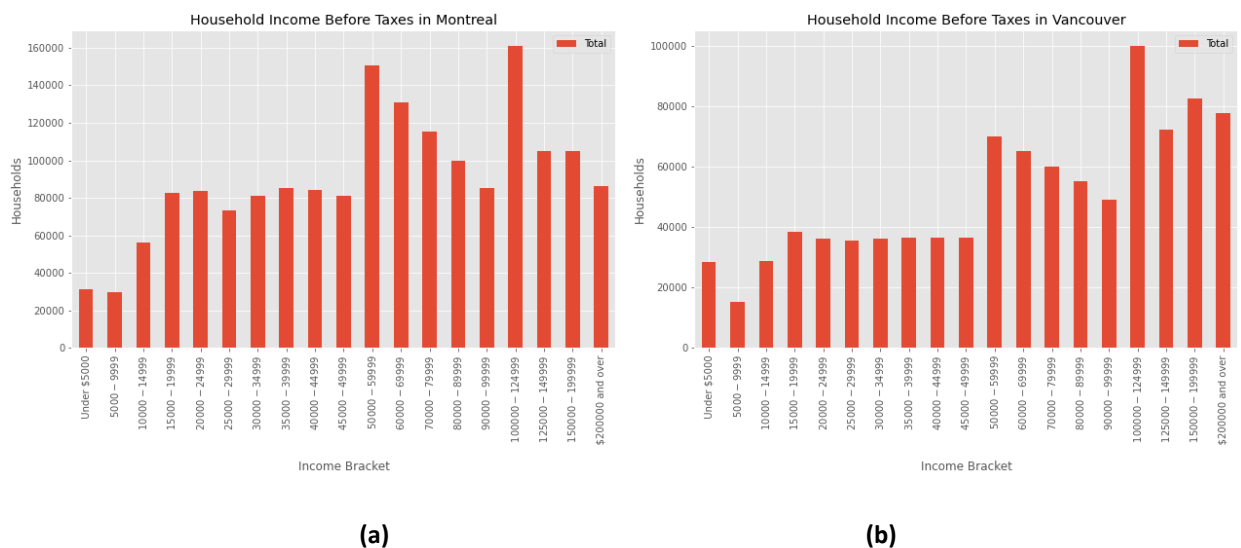 Household Income Before Taxes in Montreal
Total
160000
140000
120000
100000
80000
60000
40000
20000
0
Households
Under $5000
5000 - 9999
10000 - 14999
15000 - 19999
20000 - 24999
25000 - 29999
30000 - 34999
35000 - 39999
40000 - 44999
45000 - 49999
50000 - 59999
60000 - 69999
70000 - 79999
80000 - 89999
90000 - 99999
100000 - 124999
125000 - 149999
150000 - 199999
$200000 and over
Income Bracket
(a)
Household Income Before Taxes in Vancouver
Total
100000
80000
60000
40000
20000
0
Households
Under $5000
5000 - 9999
10000 - 14999
15000 - 19999
20000 - 24999
25000 - 29999
30000 - 34999
35000 - 39999
40000 - 44999
45000 - 49999
50000 - 59999
60000 - 69999
70000 - 79999
80000 - 89999
90000 - 99999
100000 - 124999
125000 - 149999
150000 - 199999
$200000 and over
Income Bracket
(b)